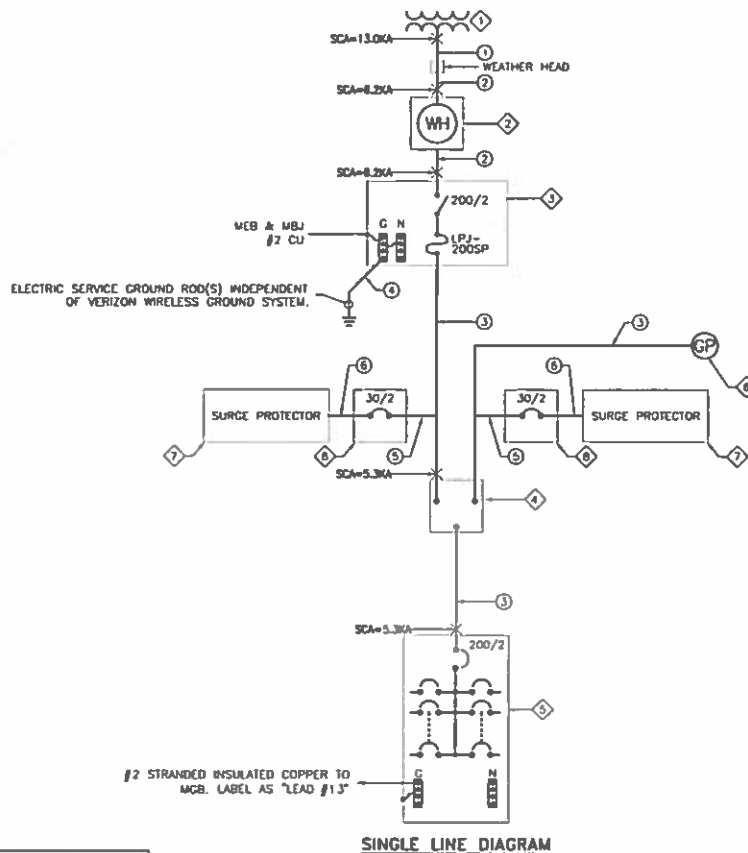 1
SCA=13.0KA
1
WEATHER HEAD
2
SCA=8.2KA
WH
2
2
SCA=8.2KA
200/2
3
G N
MEB & MBJ
#2 CU
LPJ-
200SP
4
ELECTRIC SERVICE GROUND ROD(S) INDEPENDENT
OF VERIZON WIRELESS GROUND SYSTEM.
3
3
GP
6
6
6
30/2
30/2
SURGE PROTECTOR
SURGE PROTECTOR
7
8
5
5
8
7
SCA=5.3KA
4
3
SCA=5.3KA
200/2
5
G
N
#2 STRANDED INSULATED COPPER TO
MGB. LABEL AS "LEAD #13"
SINGLE LINE DIAGRAM